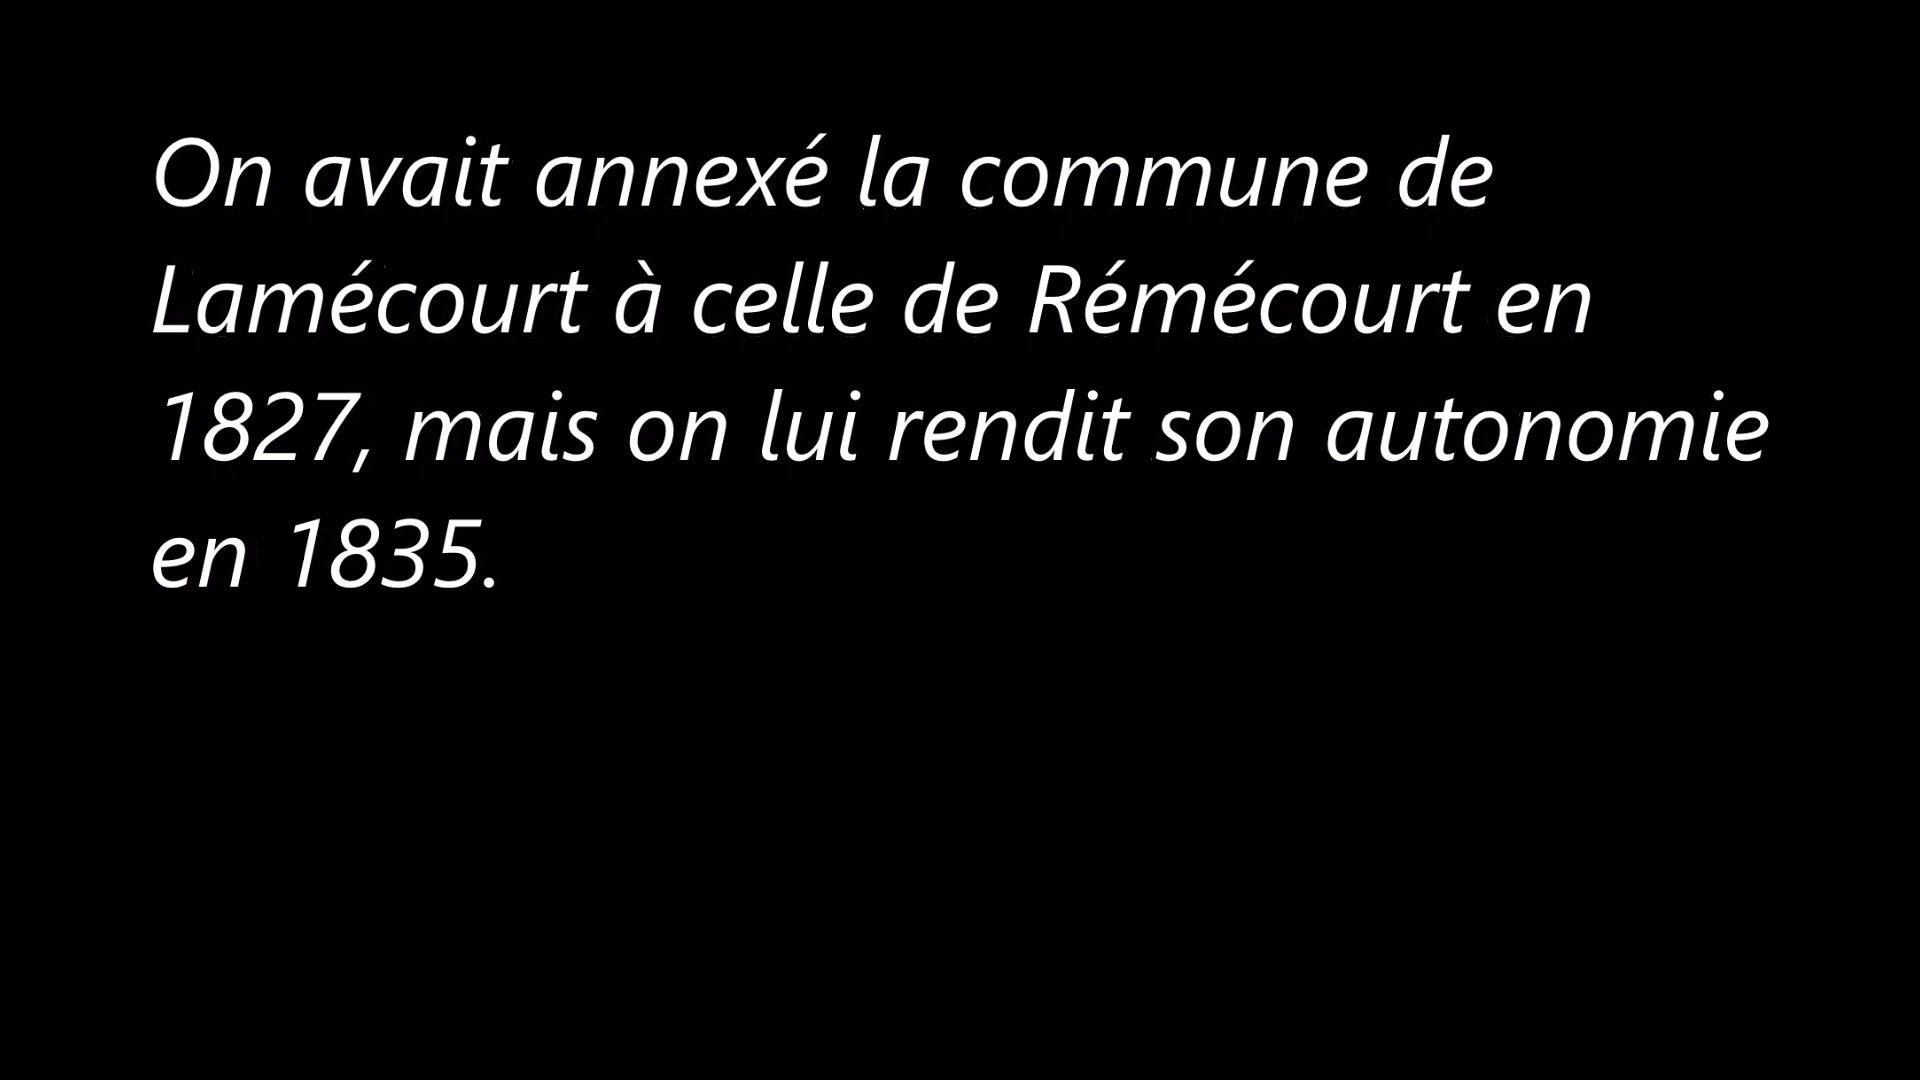 On avait annexé la commune de
Lamécourt à celle de Rémécourt en
1827, mais on lui rendit son autonomie
en 1835.